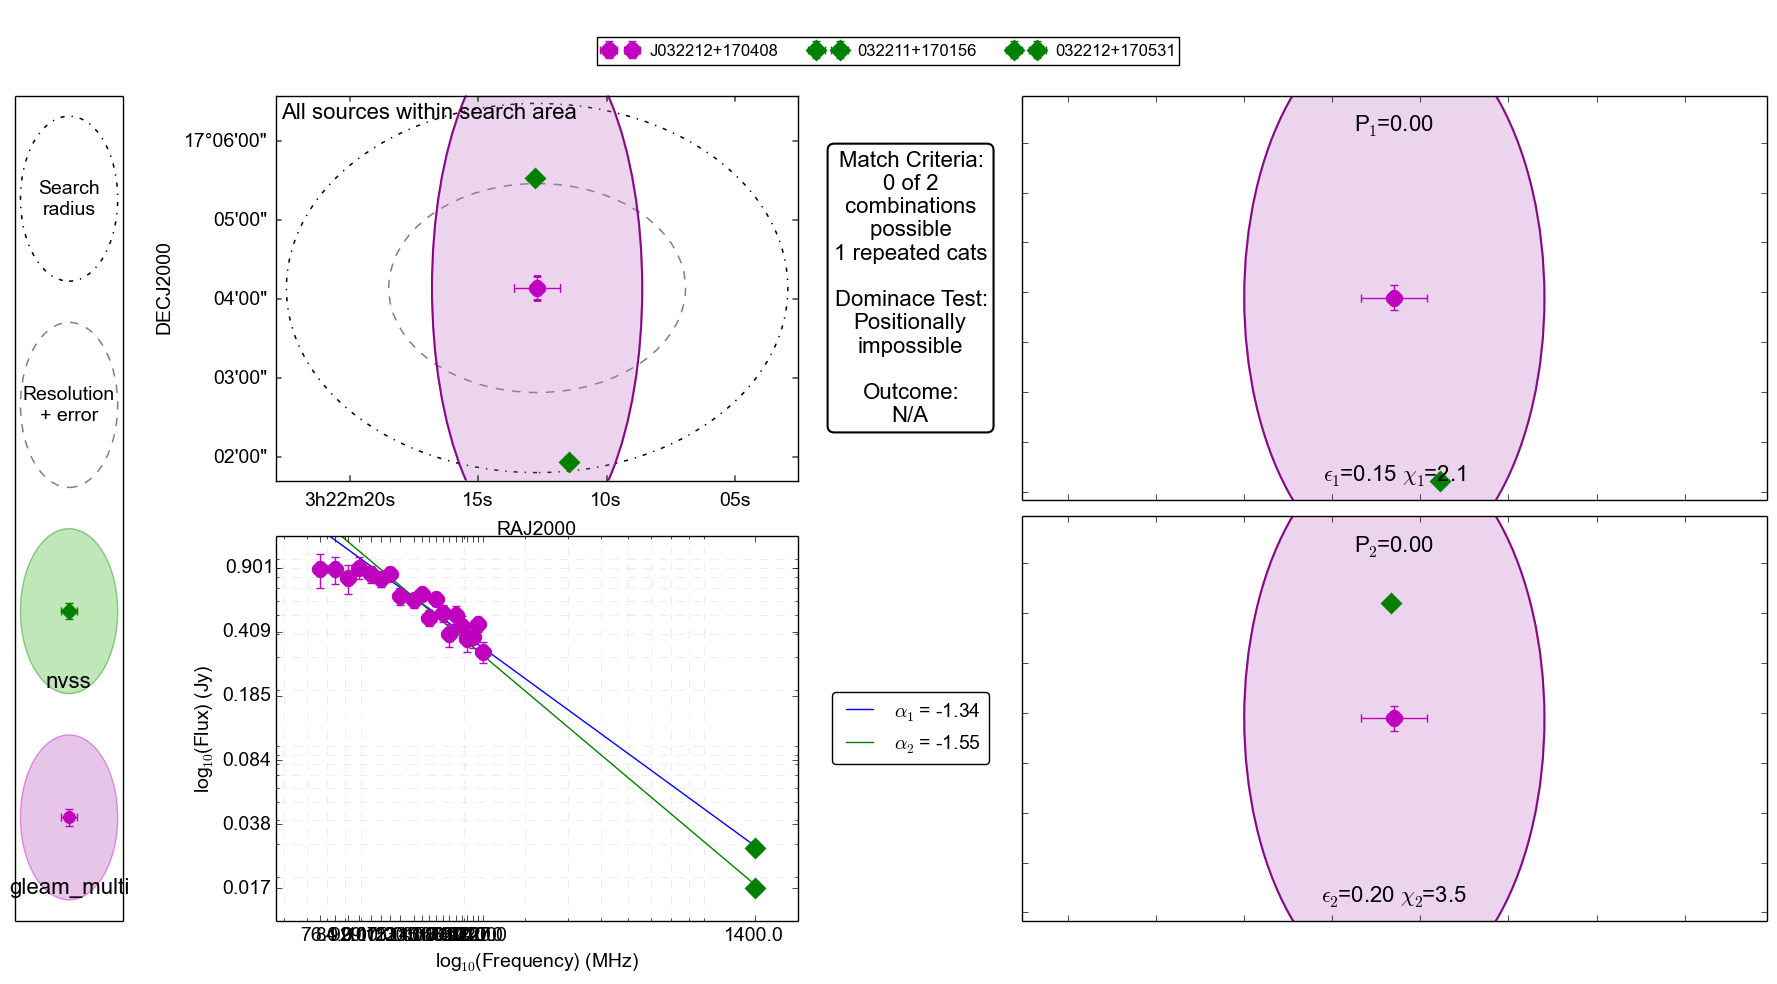 J032212+170408 032211+170156 032212+170531
Search
radius
Resolution
+ error
nvss
gleam_multi
All sources within search area
17°06'00"
05'00"
04'00"
03'00"
02'00"
DECJ2000
3h22m20s 15s 10s 05s
RAJ2000
Match Criteria:
0 of 2
combinations
possible
1 repeated cats
Dominace Test:
Positionally
impossible
Outcome:
N/A
P1=0.00
ϵ1=0.15 χ1=2.1
P2=0.00
ϵ2=0.20 χ2=3.5
0.901
0.409
0.185
0.084
0.038
0.017
log10(Flux) (Jy)
1400.0
log10(Frequency) (MHz)
α1 = -1.34
α2 = -1.55